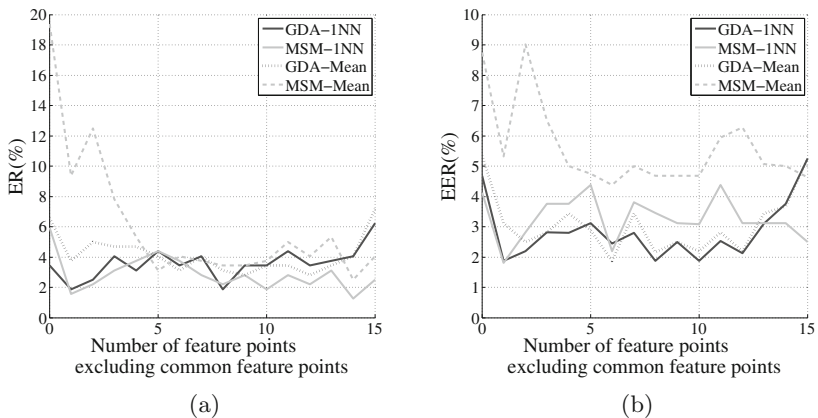 20
18
16
14
12
10
8
6
4
2
0
ER(%)
GDA−1NN
MSM−1NN
GDA−Mean
MSM−Mean
0 5 10 15
Number of feature points
excluding common feature points
(a)
10
9
8
7
6
5
4
3
2
1
0
EER(%)
GDA−1NN
MSM−1NN
GDA−Mean
MSM−Mean
0 5 10 15
Number of feature points
excluding common feature points
(b)